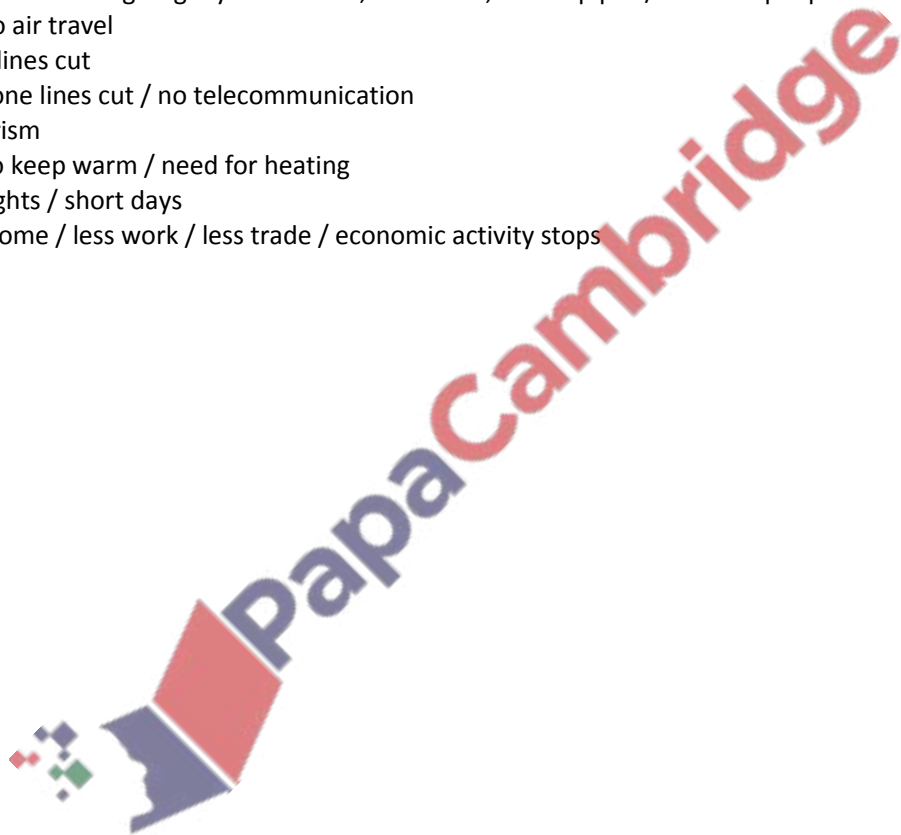 air travel
lines cut
one lines cut / no telecommunication
ism
keep warm / need for heating
ghts / short days
ome / less work / less trade / economic activity stops
PapaCambridge